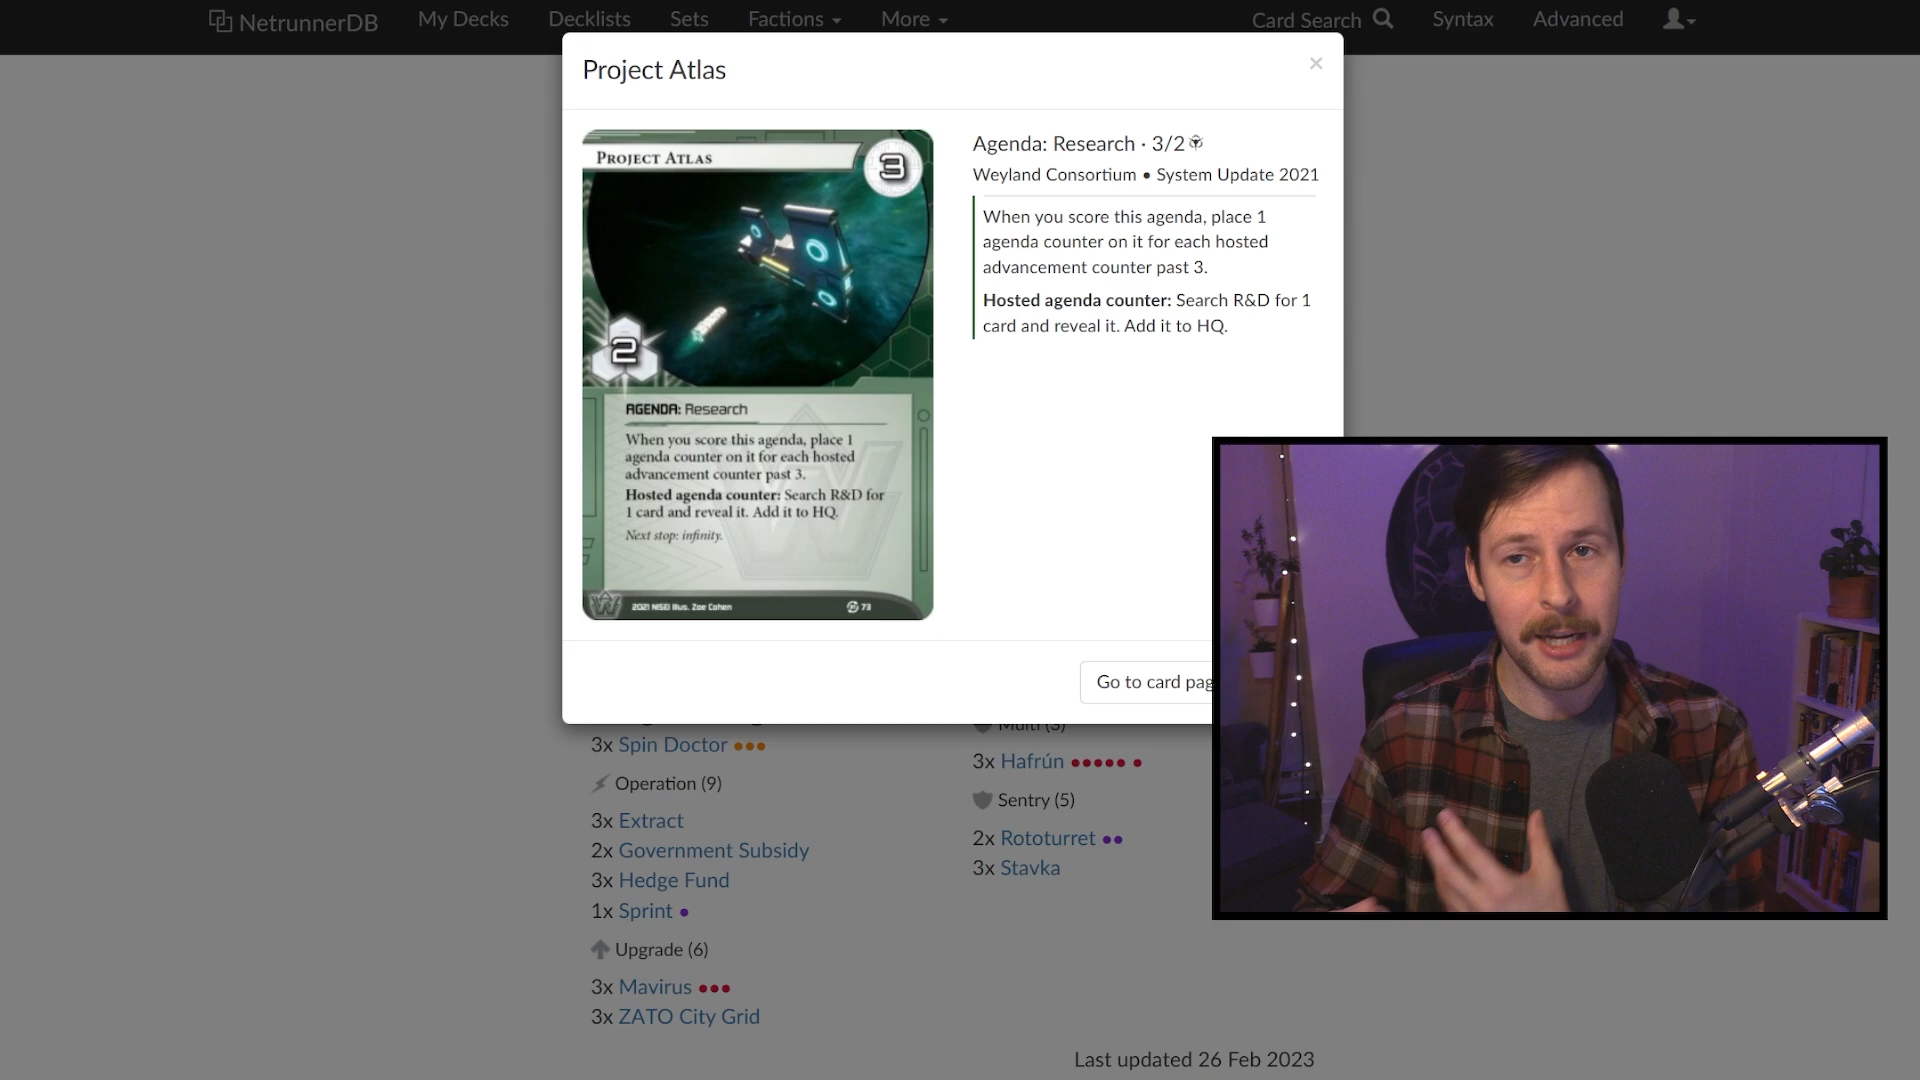 NetrunnerDB My Decks Decklists Sets Factions More Card Search Syntax Advanced
Project Atlas
×
PROJECT ATLAS
3
2
AGENDA: Research
When you score this agenda, place 1
agenda counter on it for each hosted
advancement counter past 3.
Hosted agenda counter: Search R&D for
1 card and reveal it. Add it to HQ.
Next stop: infinity.
2021 NISEI Illus. Zoe Cohen
73
Agenda: Research · 3/2
Weyland Consortium • System Update 2021
When you score this agenda, place 1
agenda counter on it for each hosted
advancement counter past 3.
Hosted agenda counter: Search R&D for 1
card and reveal it. Add it to HQ.
Go to card pag
3x Spin Doctor
Operation (9)
3x Extract
2x Government Subsidy
3x Hedge Fund
1x Sprint
Upgrade (6)
3x Mavirus
3x ZATO City Grid
Multi (3)
3x Hafrún
Sentry (5)
2x Rototurret
3x Stavka
Last updated 26 Feb 2023